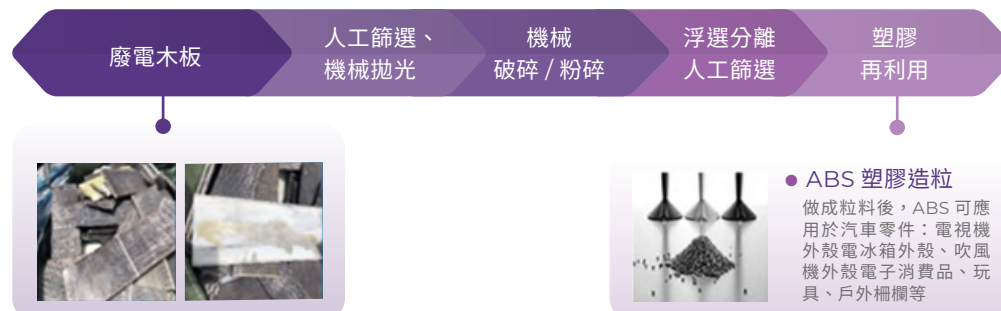 廢電木板
人工篩選、
機械拋光
機械
破碎 / 粉碎
浮選分離
人工篩選
塑膠
再利用
ABS 塑膠造粒
做成粒料後，ABS 可應
用於汽車零件：電視機
外殼電冰箱外殼、吹風
機外殼電子消費品、玩
具、戶外柵欄等